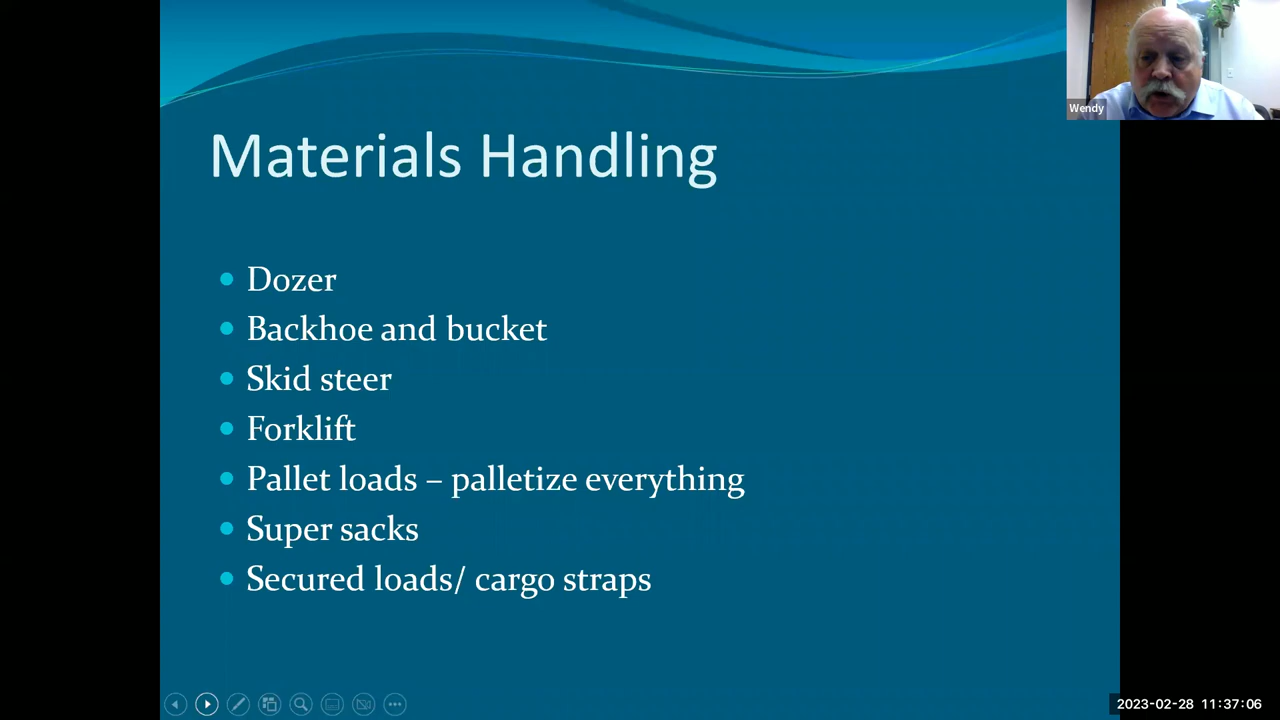 Wendy
Materials Handling
Dozer
Backhoe and bucket
Skid steer
Forklift
Pallet loads – palletize everything
Super sacks
Secured loads/ cargo straps
2023-02-28 11:37:06